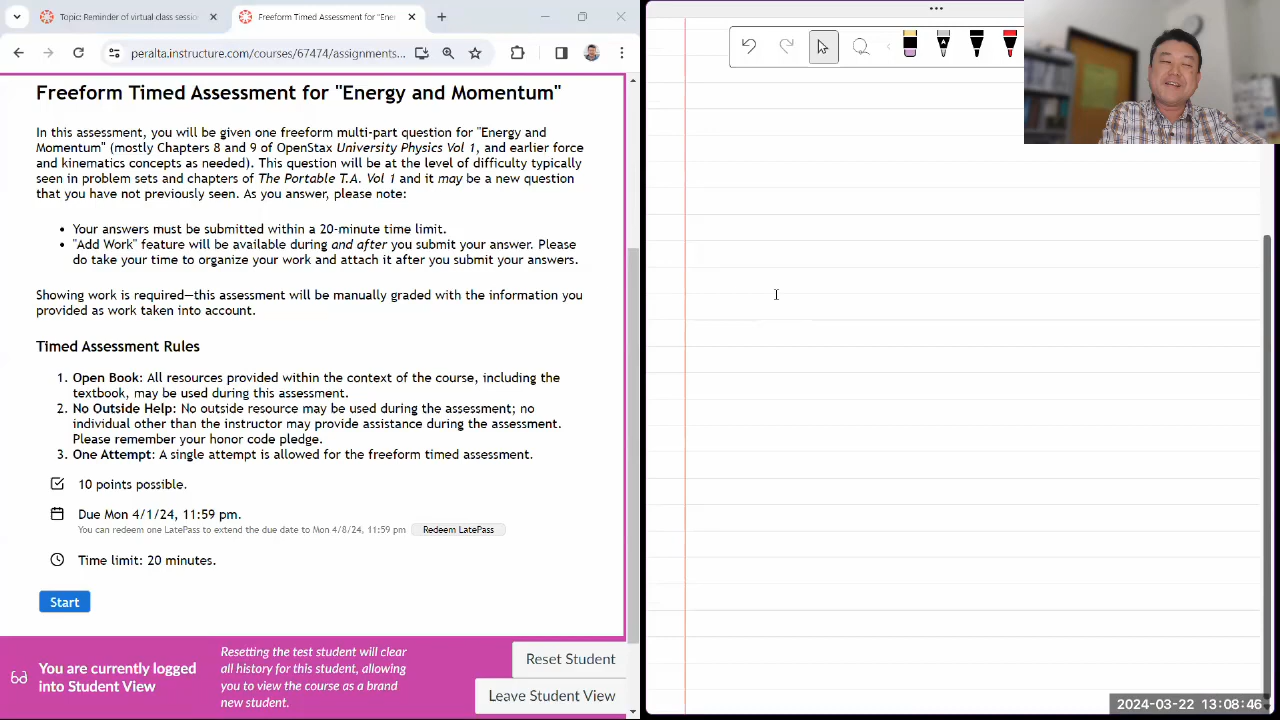 Topic: Reminder of virtual class sessio
Freeform Timed Assessment for "Ene
peralta.instructure.com/courses/67474/assignments...
Freeform Timed Assessment for "Energy and Momentum"
In this assessment, you will be given one freeform multi-part question for "Energy and
Momentum" (mostly Chapters 8 and 9 of OpenStax University Physics Vol 1, and earlier force
and kinematics concepts as needed). This question will be at the level of difficulty typically
seen in problem sets and chapters of The Portable T.A. Vol 1 and it may be a new question
that you have not previously seen. As you answer, please note:
• Your answers must be submitted within a 20-minute time limit.
• "Add Work" feature will be available during and after you submit your answer. Please
do take your time to organize your work and attach it after you submit your answers.
Showing work is required—this assessment will be manually graded with the information you
provided as work taken into account.
Timed Assessment Rules
1. Open Book: All resources provided within the context of the course, including the
textbook, may be used during this assessment.
2. No Outside Help: No outside resource may be used during the assessment; no
individual other than the instructor may provide assistance during the assessment.
Please remember your honor code pledge.
3. One Attempt: A single attempt is allowed for the freeform timed assessment.
10 points possible.
Due Mon 4/1/24, 11:59 pm.
You can redeem one LatePass to extend the due date to Mon 4/8/24, 11:59 pm Redeem LatePass
Time limit: 20 minutes.
Start
You are currently logged
into Student View
Resetting the test student will clear
all history for this student, allowing
you to view the course as a brand
new student.
Reset Student
Leave Student View
2024-03-22 13:08:46